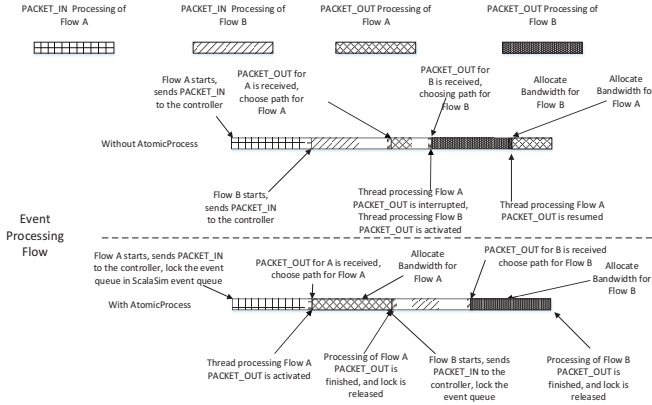 PACKET_IN Processing of
Flow A
PACKET_IN Processing of
Flow B
PACKET_OUT Processing of
Flow A
PACKET_OUT Processing of
Flow B
Flow A starts,
sends PACKET_IN
to the controller
PACKET_OUT for
A is received,
choose path for
Flow A
PACKET_OUT for
B is received,
choosing path for
Flow B
Allocate
Bandwidth for
Flow B
Allocate
Bandwidth for
Flow A
Without AtomicProcess
Flow B starts,
sends PACKET_IN
to the controller
Thread processing Flow A
PACKET_OUT is interrupted,
Thread processing Flow B
PACKET_OUT is activated
Thread processing Flow A
PACKET_OUT is resumed
Event
Processing
Flow
Flow A starts, sends PACKET_IN
to the controller, lock the event
queue in ScalaSim event queue
PACKET_OUT for A is received,
choose path for Flow A
Allocate
Bandwidth for
Flow A
PACKET_OUT for B is received
choose path for Flow B
Allocate
Bandwidth for
Flow B
With AtomicProcess
Thread processing Flow A
PACKET_OUT is activated
Processing of Flow A
PACKET_OUT is
finished, and lock is
released
Flow B starts, sends
PACKET_IN to the
controller, lock the
event queue
Processing of Flow B
PACKET_OUT is
finished, and lock is
released